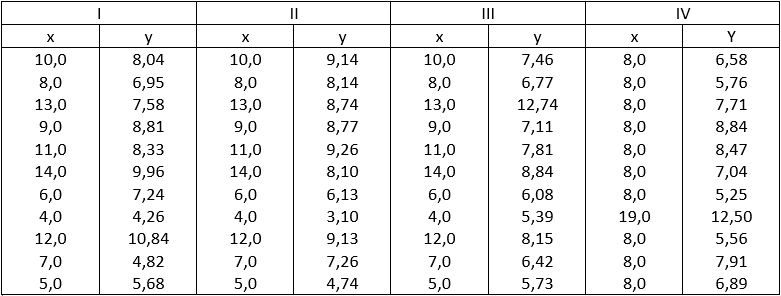 I II III IV
x y x y x y x Y
10,0 8,04 10,0 9,14 10,0 7,46 8,0 6,58
8,0 6,95 8,0 8,14 8,0 6,77 8,0 5,76
13,0 7,58 13,0 8,74 13,0 12,74 8,0 7,71
9,0 8,81 9,0 8,77 9,0 7,11 8,0 8,84
11,0 8,33 11,0 9,26 11,0 7,81 8,0 8,47
14,0 9,96 14,0 8,10 14,0 8,84 8,0 7,04
6,0 7,24 6,0 6,13 6,0 6,08 8,0 5,25
4,0 4,26 4,0 3,10 4,0 5,39 19,0 12,50
12,0 10,84 12,0 9,13 12,0 8,15 8,0 5,56
7,0 4,82 7,0 7,26 7,0 6,42 8,0 7,91
5,0 5,68 5,0 4,74 5,0 5,73 8,0 6,89